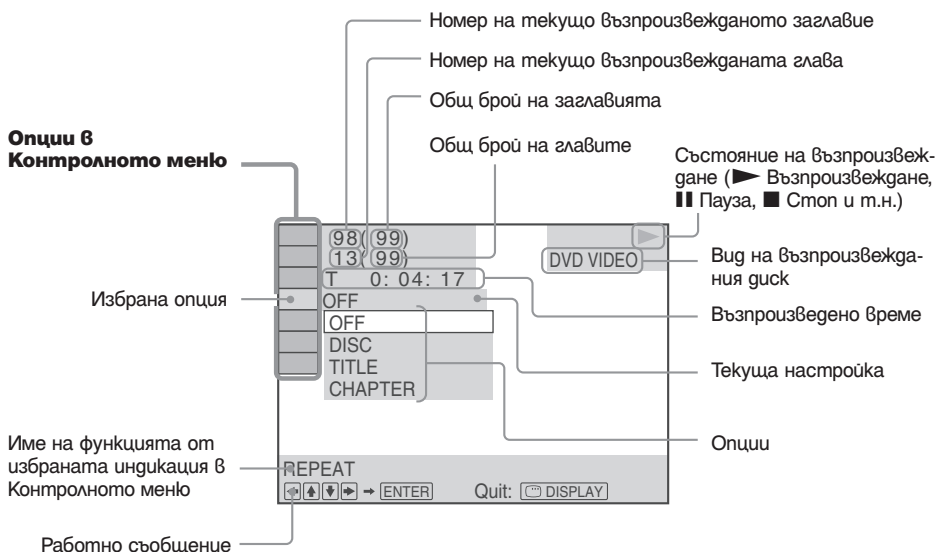 Номер на текущо възпроизвежданото заглавие
Номер на текущо възпроизвежданата глава
Общ брой на заглавията
Общ брой на главите
Опции в
Контролното меню
Състояние на възпроизвеж-
дане (▶ Възпроизвеждане,
❚❚ Пауза, ■ Стоп и т.н.)
98( 99)
13( 99)
DVD VIDEO
Вид на възпроизвежда-
ния диск
T 0: 04: 17
Избрана опция
OFF
Възпроизведено време
OFF
DISC
TITLE
Текуща настройка
CHAPTER
Опции
Име на функцията от
избраната индикация в
Контролното меню
REPEAT
ENTER Quit: DISPLAY
Работно съобщение